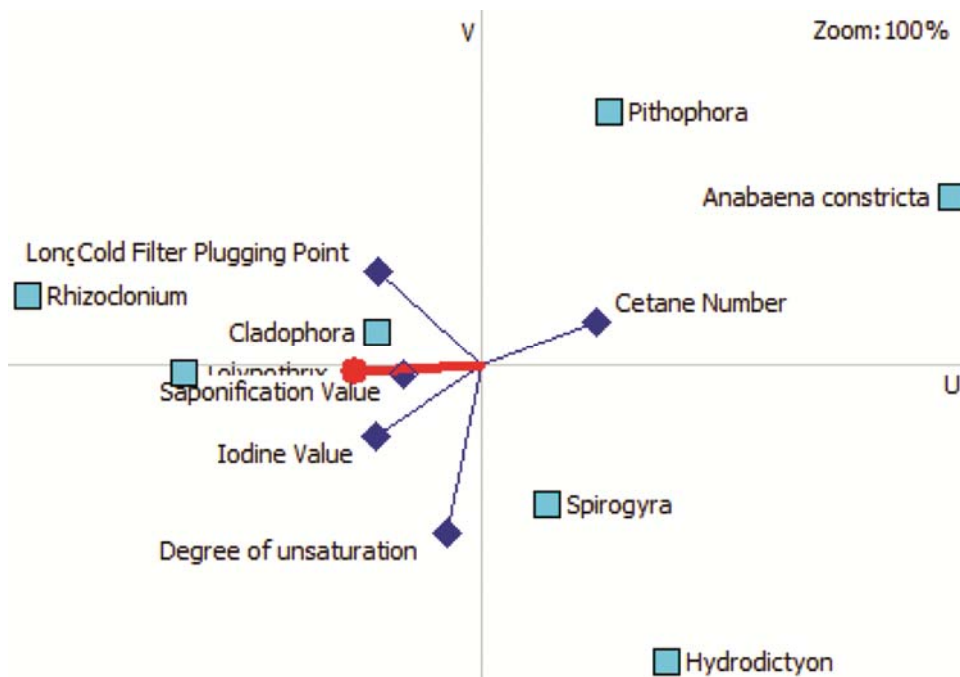 V
Zoom:100%
Pithophora
Anabaena constricta
Cold Filter Plugging Point
Rhizoclonium
Cetane Number
Cladophora
U
Saponification Value
Iodine Value
Spirogyra
Degree of unsaturation
Hydrodictyon